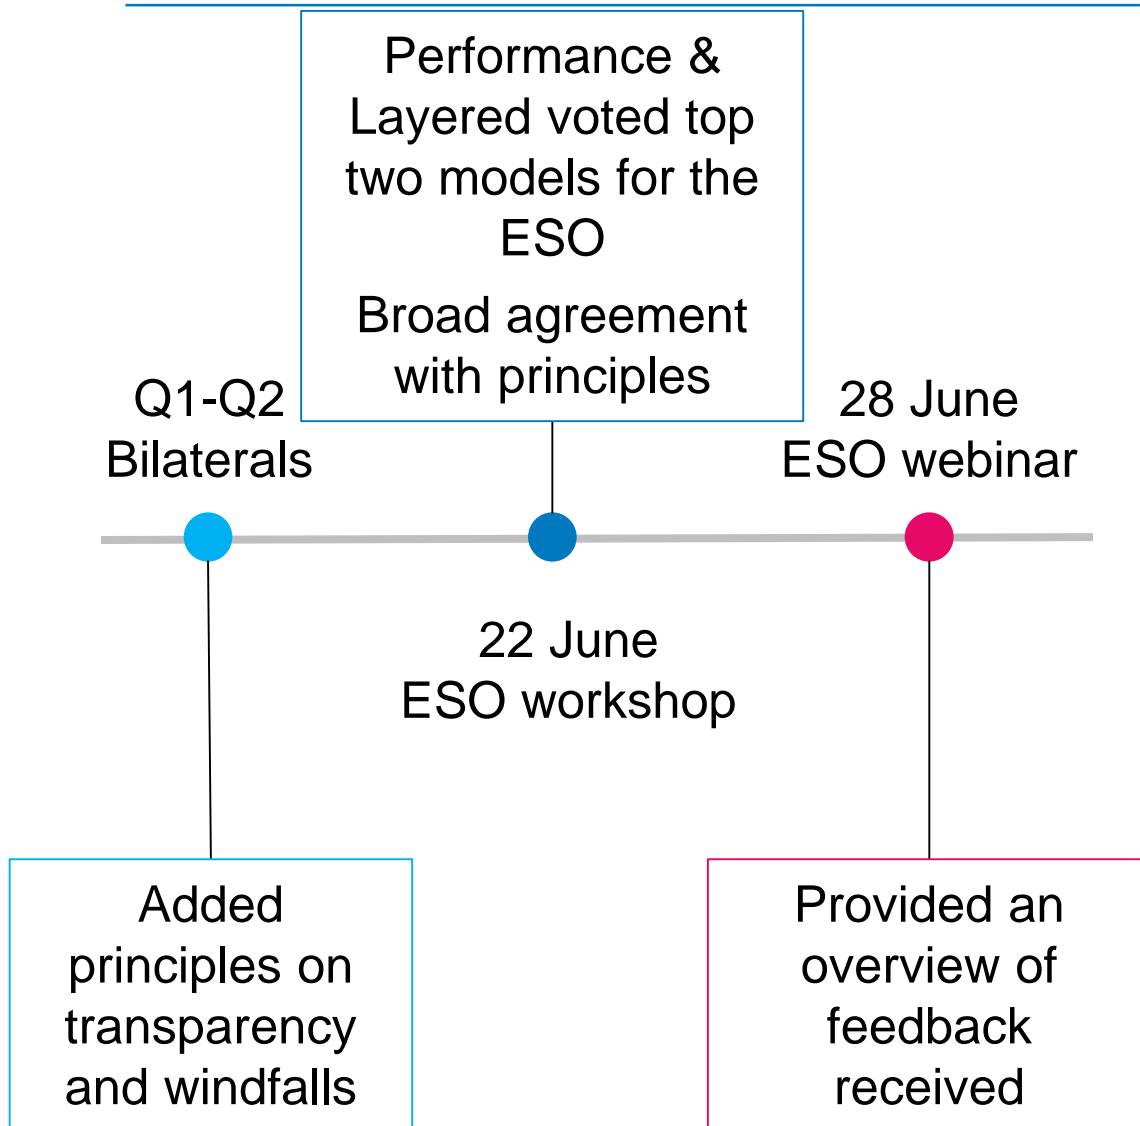 Performance &
Layered voted top
two models for the
ESO
Broad agreement
with principles
Q1-Q2
Bilaterals
28 June
ESO webinar
22 June
ESO workshop
Added
principles on
transparency
and windfalls
Provided an
overview of
feedback
received